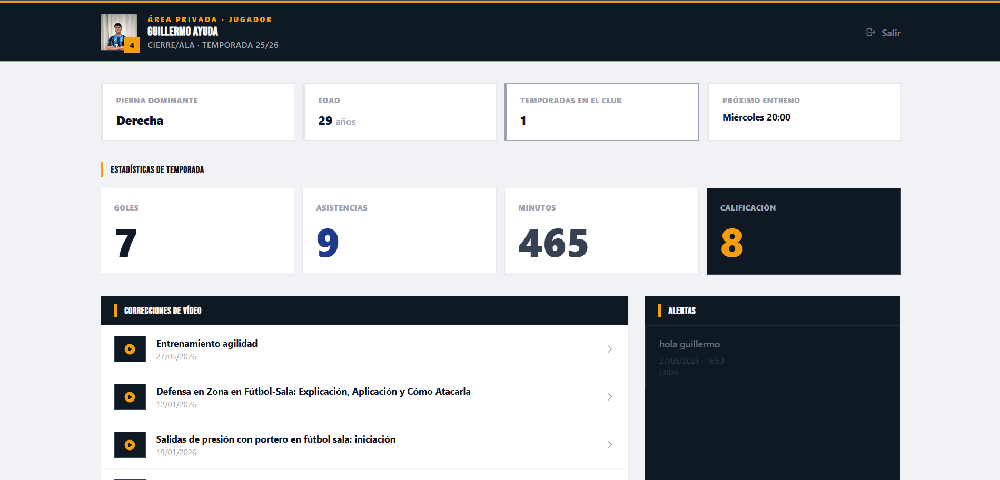 ÁREA PRIVADA · JUGADOR
GUILLERMO AYUDA
CIERRE/ALA · TEMPORADA 25/26
4
Salir
PIERNA DOMINANTE
Derecha
EDAD
29 años
TEMPORADAS EN EL CLUB
1
PRÓXIMO ENTRENO
Miércoles 20:00
ESTADÍSTICAS DE TEMPORADA
GOLES
7
ASISTENCIAS
9
MINUTOS
465
CALIFICACIÓN
8
CORRECCIONES DE VÍDEO
Entrenamiento agilidad
27/05/2026
Defensa en Zona en Fútbol-Sala: Explicación, Aplicación y Cómo Atacarla
12/01/2026
Salidas de presión con portero en fútbol sala: iniciación
19/01/2026
ALERTAS
hola guillermo
27/05/2026 · 16:53
LEÍDA